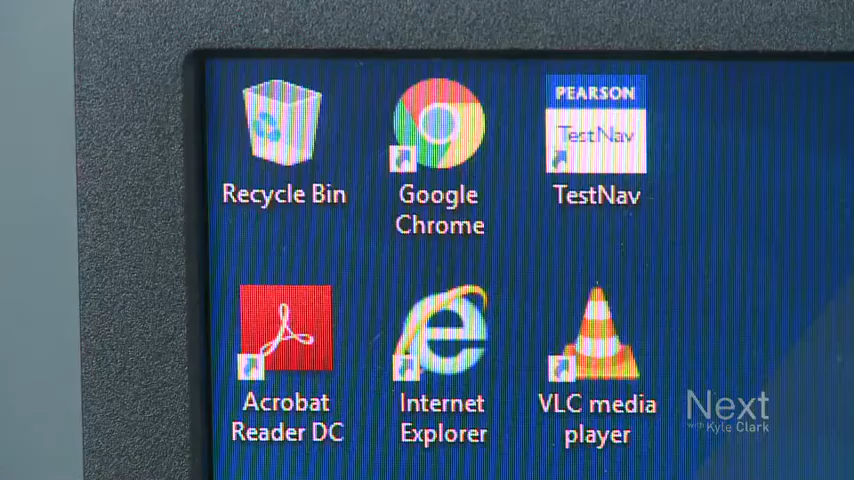 PEARSON
TestNav
Recycle Bin
Google
Chrome
TestNav
Acrobat
Reader DC
Internet
Explorer
VLC media
player
Next
with Kyle Clark